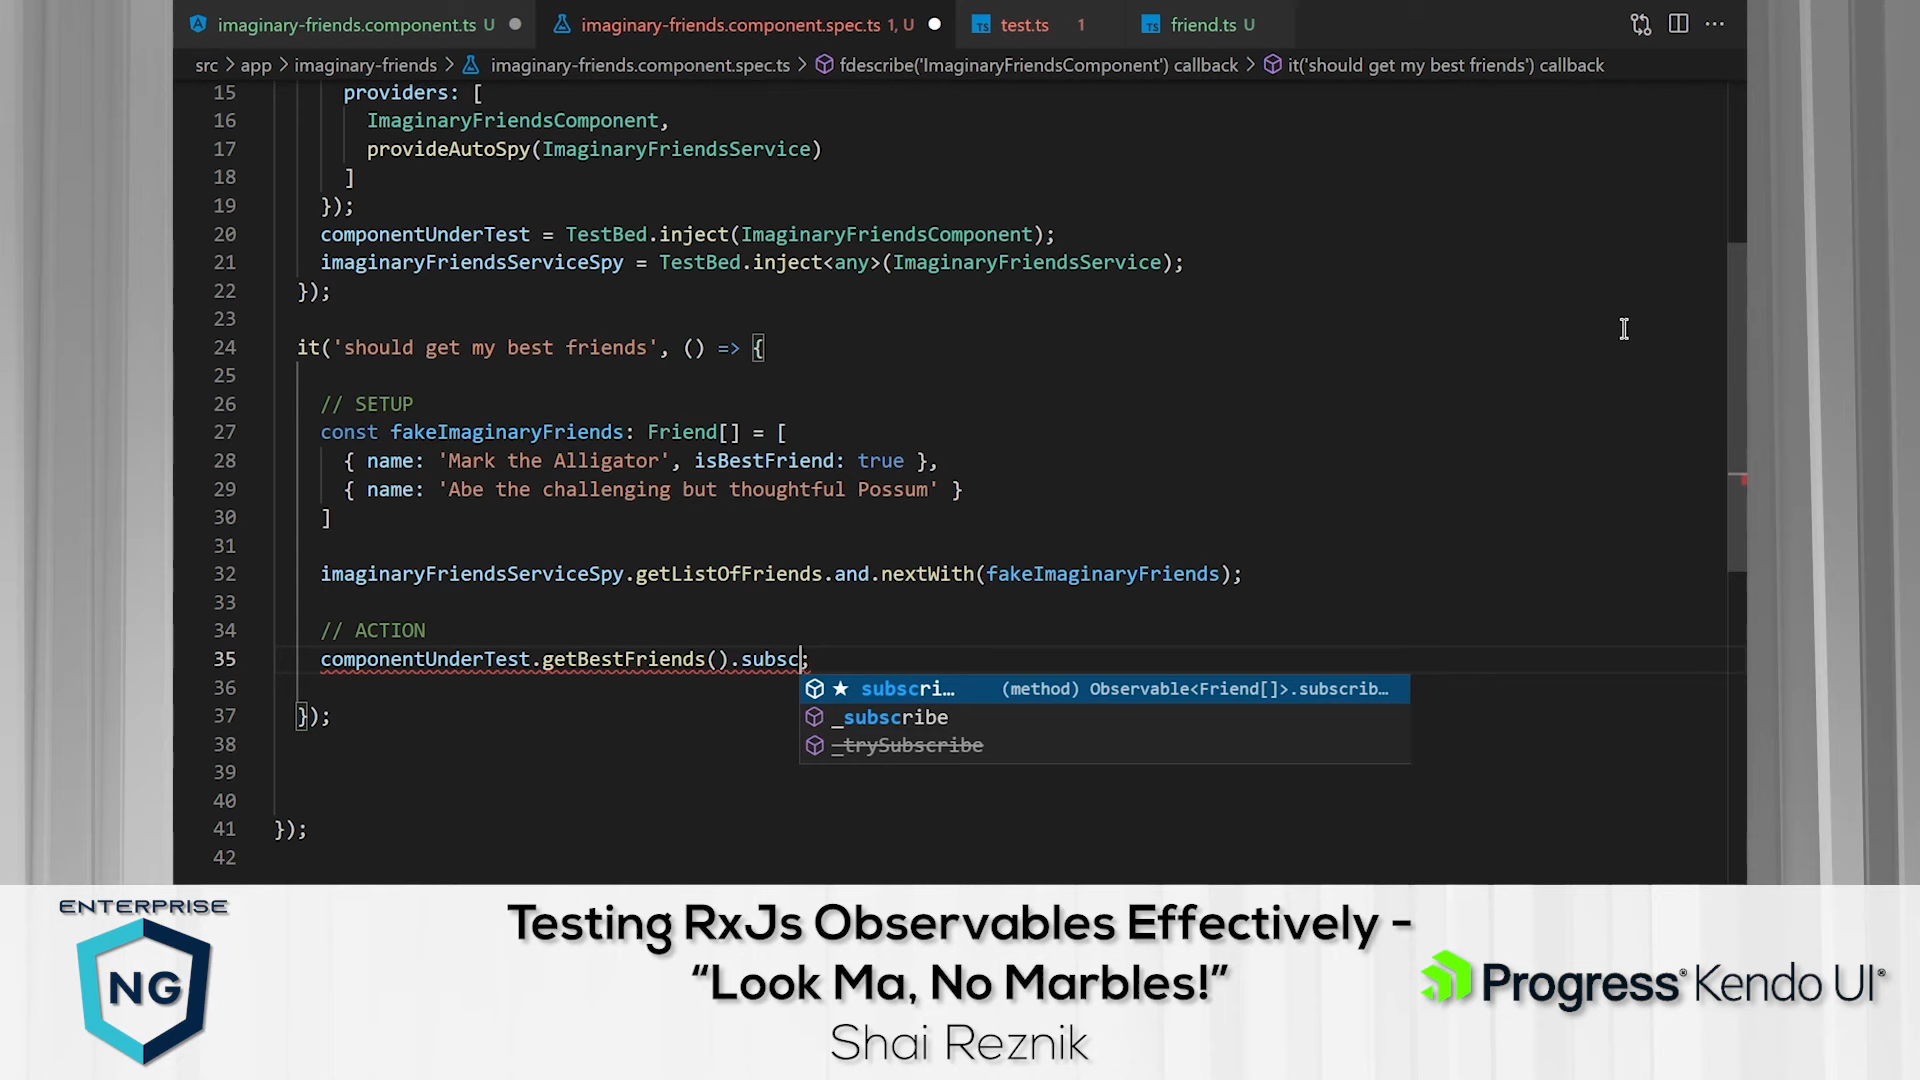 imaginary-friends.component.ts U
imaginary-friends.component.spec.ts 1, U
TS test.ts 1
TS friend.ts U
src > app > imaginary-friends > imaginary-friends.component.spec.ts > fdescribe('ImaginaryFriendsComponent') callback > it('should get my best friends') callback
15 providers: [
16 ImaginaryFriendsComponent,
17 provideAutoSpy(ImaginaryFriendsService)
18 ]
19 });
20 componentUnderTest = TestBed.inject(ImaginaryFriendsComponent);
21 imaginaryFriendsServiceSpy = TestBed.inject<any>(ImaginaryFriendsService);
22 });
23
24 it('should get my best friends', () => {
25
26 // SETUP
27 const fakeImaginaryFriends: Friend[] = [
28 { name: 'Mark the Alligator', isBestFriend: true },
29 { name: 'Abe the challenging but thoughtful Possum' }
30 ]
31
32 imaginaryFriendsServiceSpy.getListOfFriends.and.nextWith(fakeImaginaryFriends);
33
34 // ACTION
35 componentUnderTest.getBestFriends().subsc;
36 ★ subscri… (method) Observable<Friend[]>.subscrib…
_subscribe
37 });
_trySubscribe
38
39
40
41 });
42
ENTERPRISE
NG
Testing RxJs Observables Effectively -
“Look Ma, No Marbles!”
Shai Reznik
Progress® Kendo UI®